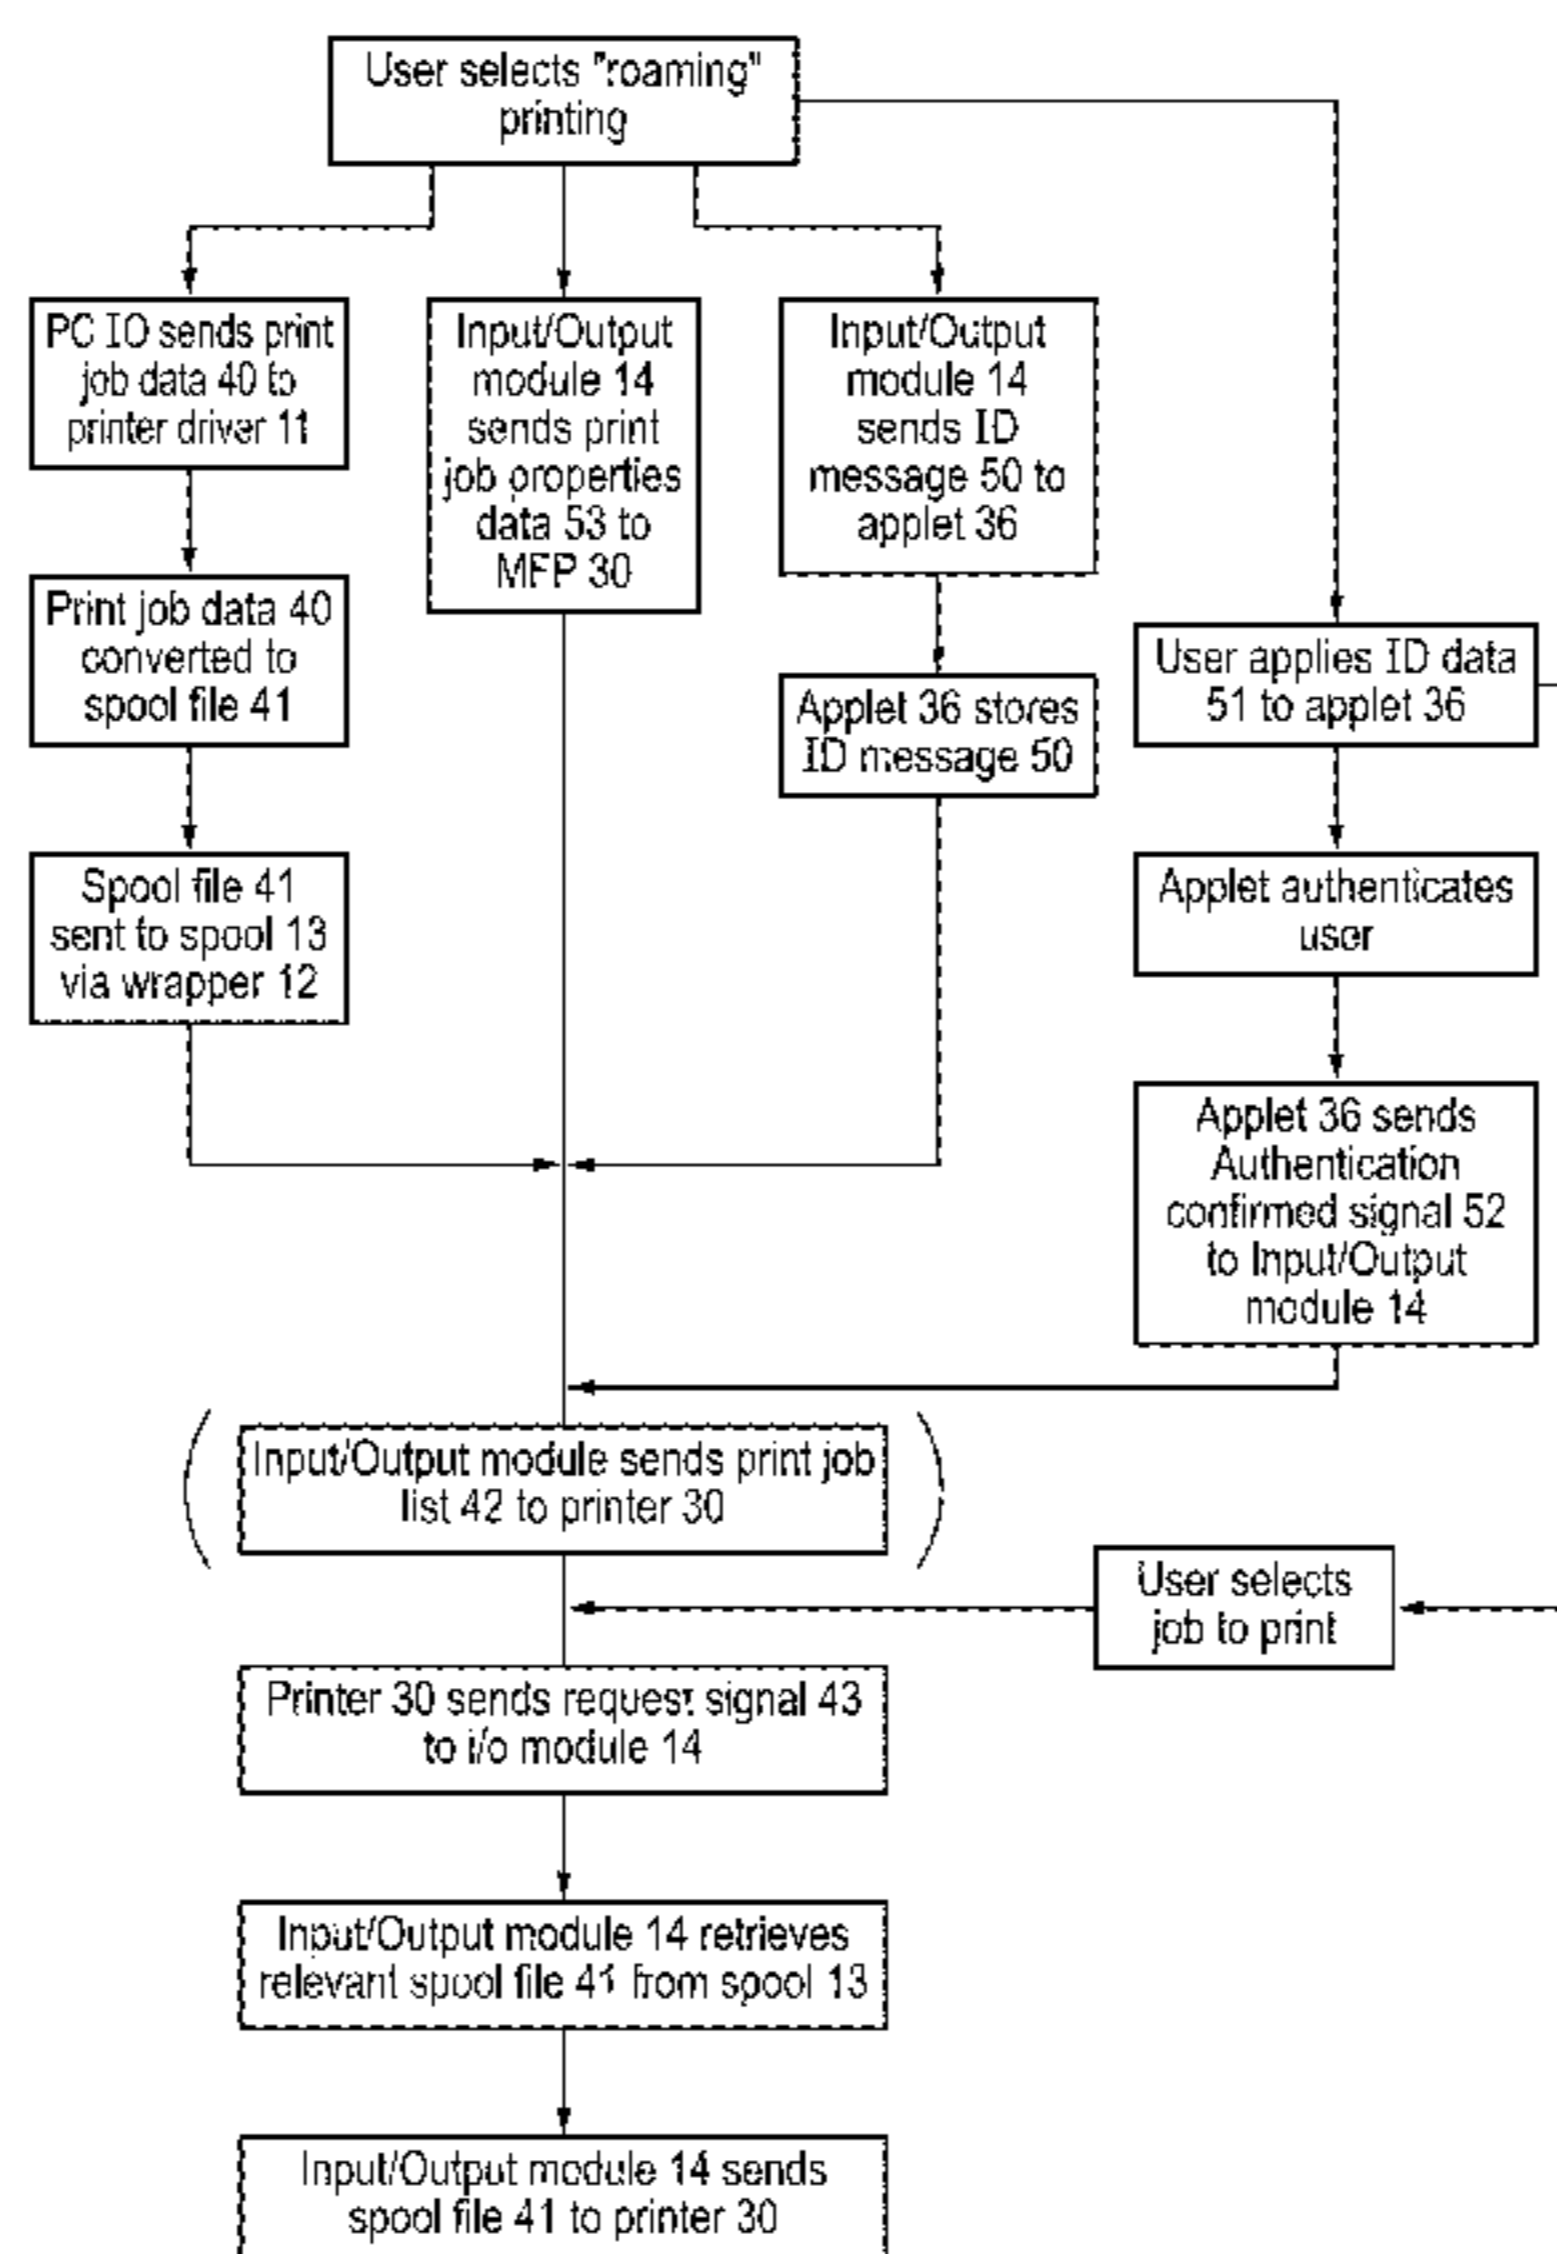 User selects "roaming"
printing
PC IO sends print
job data 40 to
printer driver 11
Input/Output
module 14
sends print
job properties
data 53 to
MFP 30
Input/Output
module 14
sends ID
message 50 to
applet 36
Print job data 40
converted to
spool file 41
User applies ID data
51 to applet 36
Applet 36 stores
ID message 50
Spool file 41
sent to spool 13
via wrapper 12
Applet authenticates
user
Applet 36 sends
Authentication
confirmed signal 52
to Input/Output
module 14
Input/Output module sends print job
list 42 to printer 30
User selects
job to print
Printer 30 sends request signal 43
to i/o module 14
Input/Output module 14 retrieves
relevant spool file 41 from spool 13
Input/Output module 14 sends
spool file 41 to printer 30